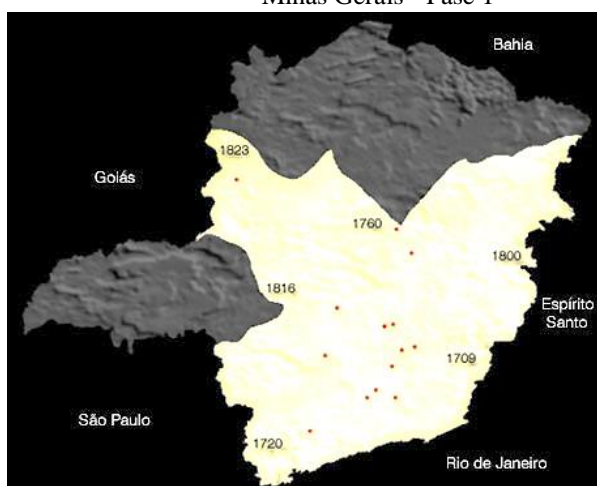 Minas Gerais - Fase 1
Bahia
1823
Goiás
1760
1800
1816
Espírito
Santo
1709
São Paulo
1720
Rio de Janeiro